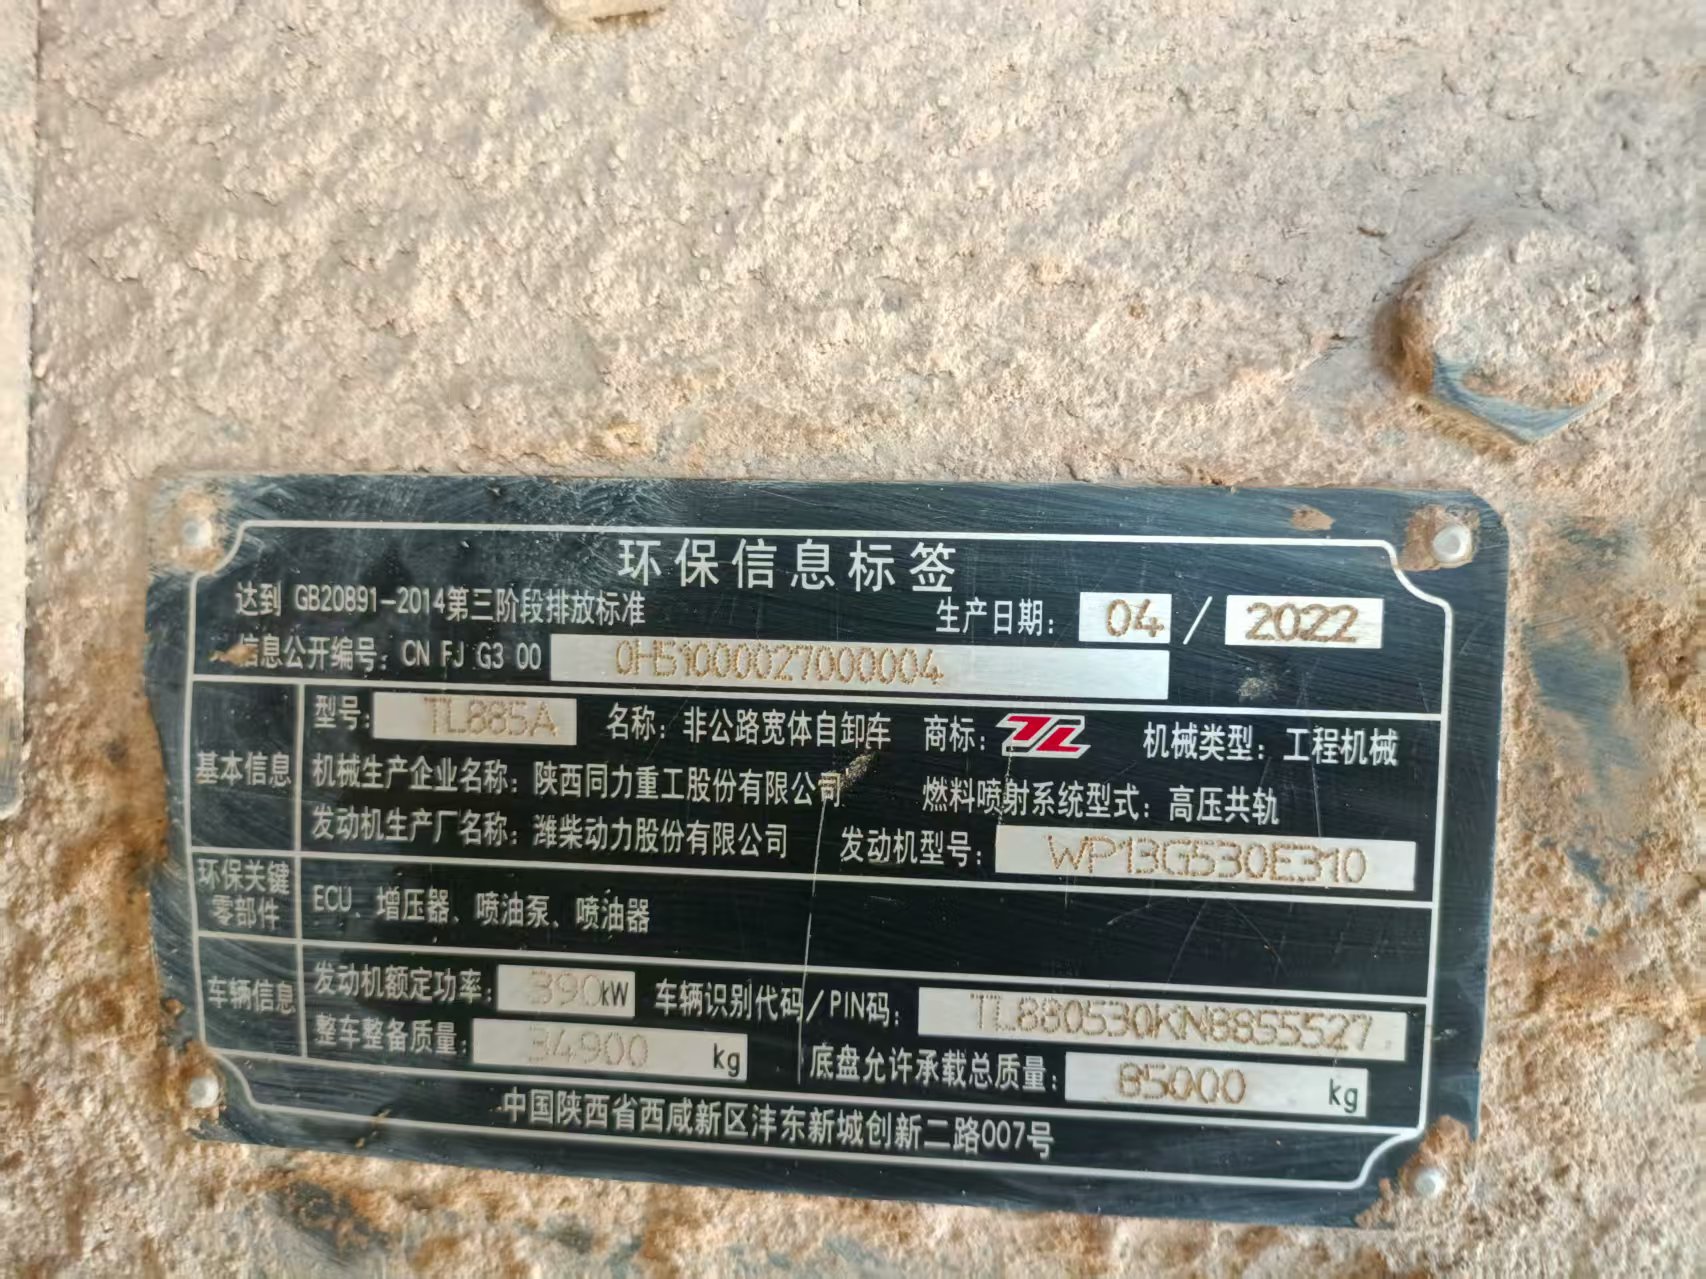 环保信息标签
达到 GB20891-2014第三阶段排放标准 生产日期: 04 / 2022
信息公开编号: CN FJ G3 00 0H51000027000004
基本信息
型号: TL885A 名称: 非公路宽体自卸车 商标: TL 机械类型: 工程机械
机械生产企业名称: 陕西同力重工股份有限公司 燃料喷射系统型式: 高压共轨
发动机生产厂名称: 潍柴动力股份有限公司 发动机型号: WP13G530E310
环保关键
零部件
ECU、增压器、喷油泵、喷油器
车辆信息
发动机额定功率: 390kW 车辆识别代码/PIN码: TL880530KN8855527
整车整备质量: 34900 kg 底盘允许承载总质量: 85000 kg
中国陕西省西咸新区沣东新城创新二路007号